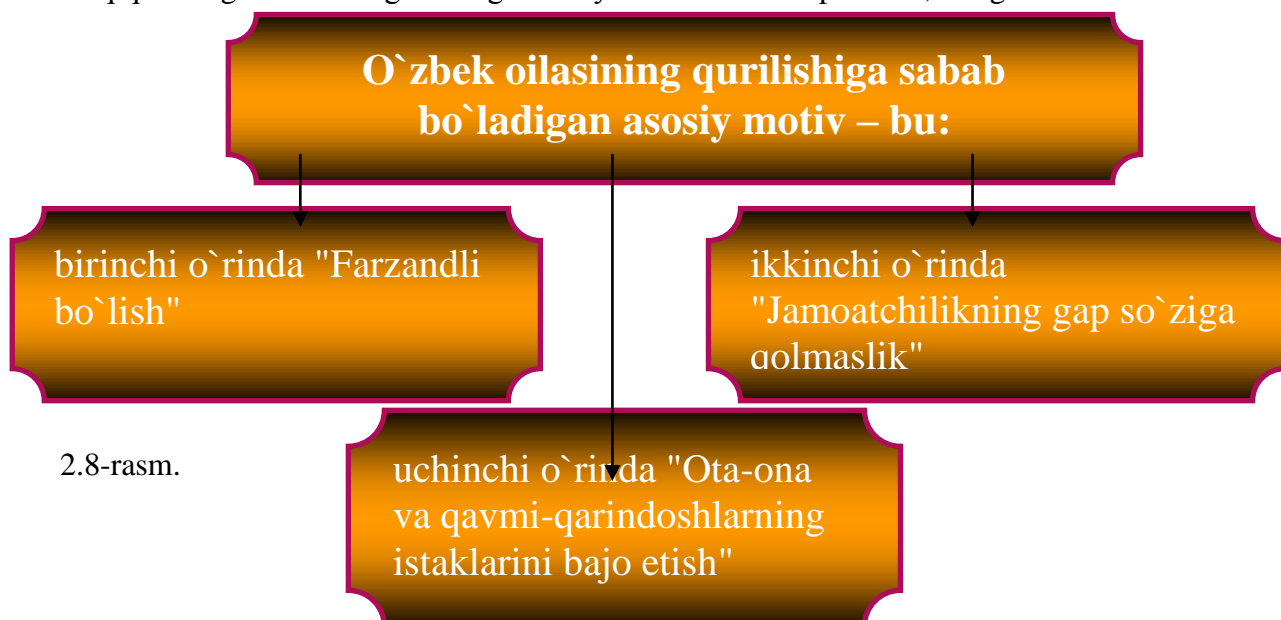 O`zbek oilasining qurilishiga sabab
bo`ladigan asosiy motiv – bu:
birinchi o`rinda "Farzandli
bo`lish"
ikkinchi o`rinda
"Jamoatchilikning gap so`ziga
qolmaslik"
2.8-rasm.
uchinchi o`rinda "Ota-ona
va qavmi-qarindoshlarning
istaklarini bajo etish"